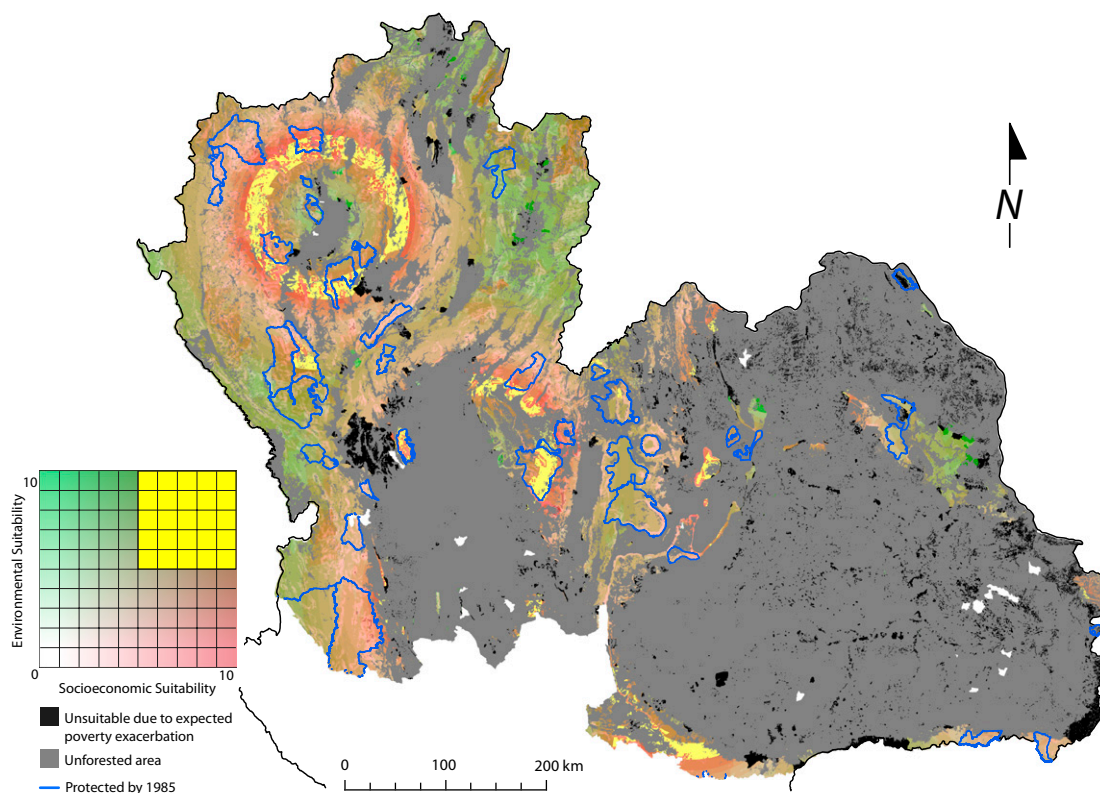 N
10
Environmental Suitability
0
10
Socioeconomic Suitability
Unsuitable due to expected
poverty exacerbation
Unforested area
Protected by 1985
0 100 200 km